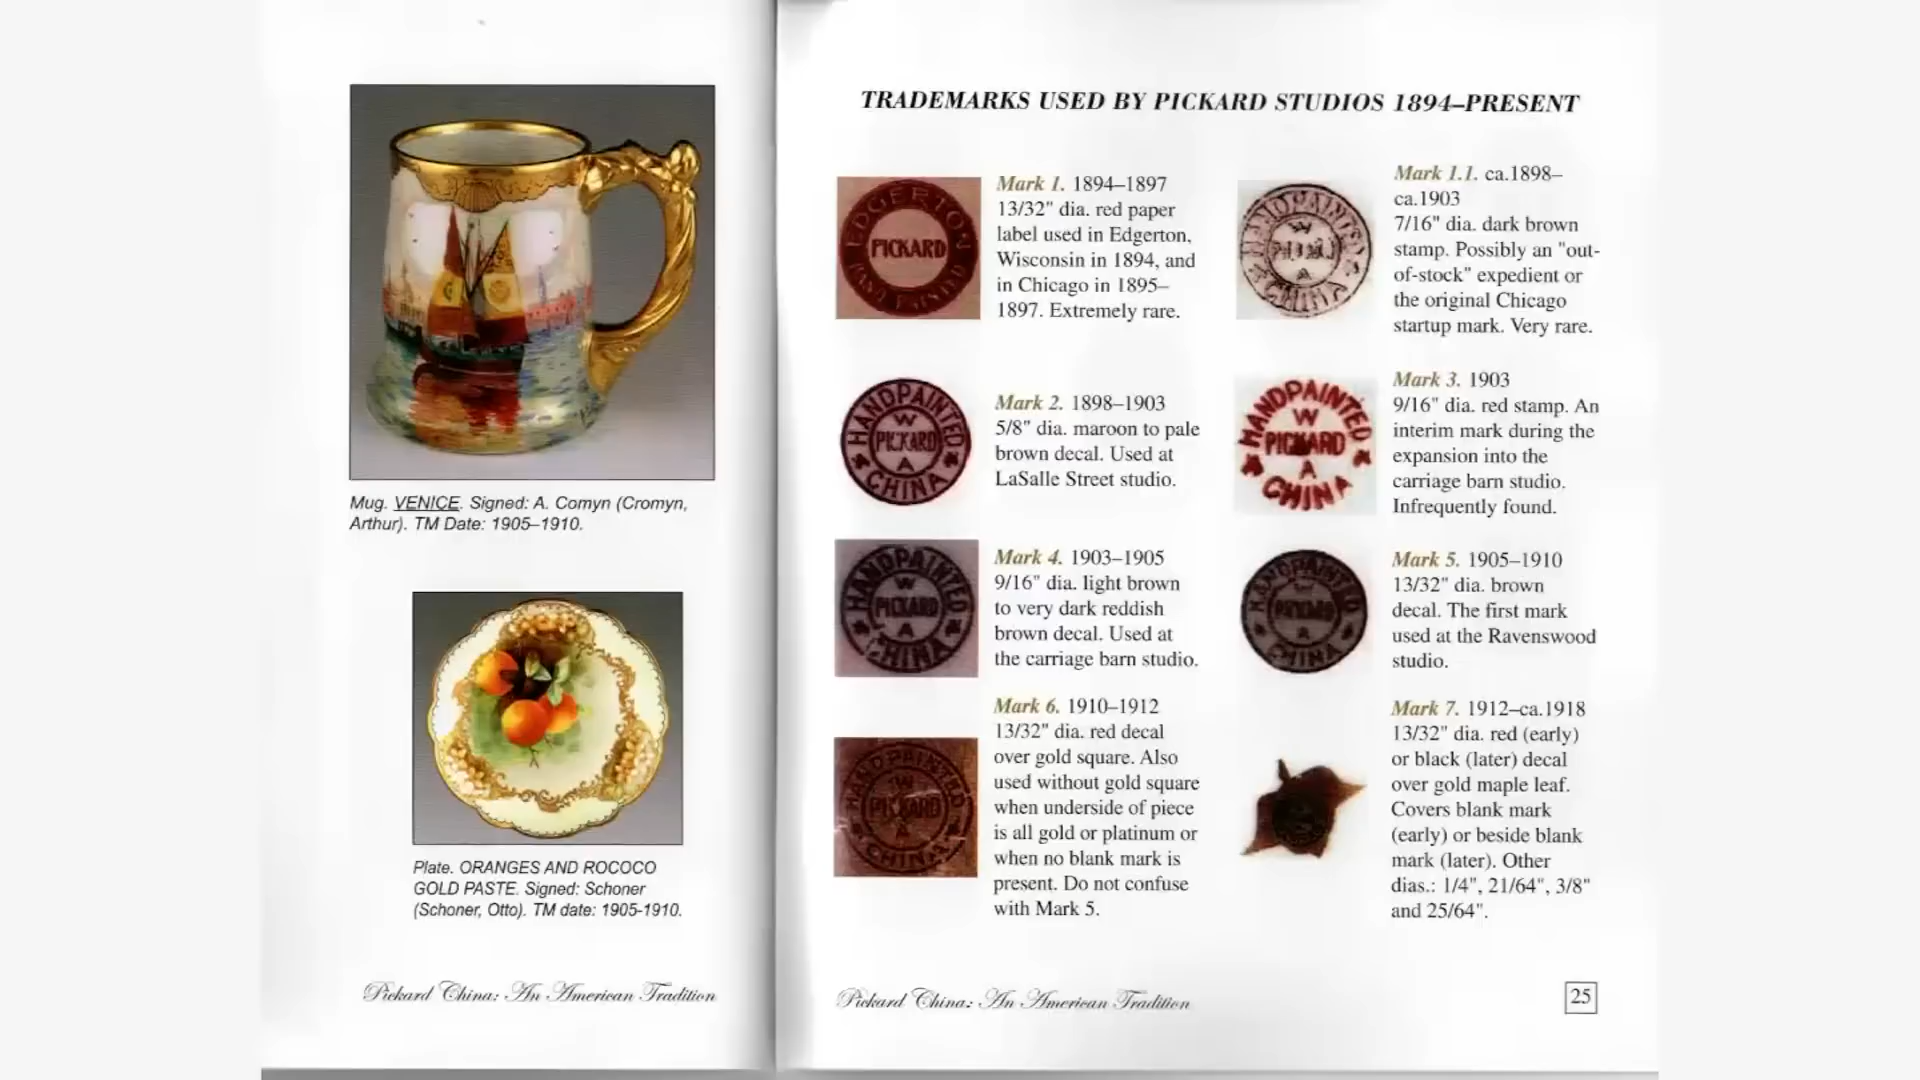 Mug. VENICE. Signed: A. Comyn (Cromyn,
Arthur). TM Date: 1905–1910.
Plate. ORANGES AND ROCOCO
GOLD PASTE. Signed: Schoner
(Schoner, Otto). TM date: 1905-1910.
Pickard China: An American Tradition
TRADEMARKS USED BY PICKARD STUDIOS 1894–PRESENT
EDGERTON
PICKARD
Mark 1. 1894–1897
13/32" dia. red paper
label used in Edgerton,
Wisconsin in 1894, and
in Chicago in 1895–
1897. Extremely rare.
HANDPAINTED
W
A
CHINA
Mark 1.1. ca.1898–
ca.1903
7/16" dia. dark brown
stamp. Possibly an "out-
of-stock" expedient or
the original Chicago
startup mark. Very rare.
HANDPAINTED
W
PICKARD
A
CHINA
Mark 2. 1898–1903
5/8" dia. maroon to pale
brown decal. Used at
LaSalle Street studio.
HANDPAINTED
W
PICKARD
A
CHINA
Mark 3. 1903
9/16" dia. red stamp. An
interim mark during the
expansion into the
carriage barn studio.
Infrequently found.
HANDPAINTED
W
PICKARD
A
CHINA
Mark 4. 1903–1905
9/16" dia. light brown
to very dark reddish
brown decal. Used at
the carriage barn studio.
HANDPAINTED
W
PICKARD
A
CHINA
Mark 5. 1905–1910
13/32" dia. brown
decal. The first mark
used at the Ravenswood
studio.
HANDPAINTED
W
PICKARD
A
CHINA
Mark 6. 1910–1912
13/32" dia. red decal
over gold square. Also
used without gold square
when underside of piece
is all gold or platinum or
when no blank mark is
present. Do not confuse
with Mark 5.
Mark 7. 1912–ca.1918
13/32" dia. red (early)
or black (later) decal
over gold maple leaf.
Covers blank mark
(early) or beside blank
mark (later). Other
dias.: 1/4", 21/64", 3/8"
and 25/64".
Pickard China: An American Tradition
25